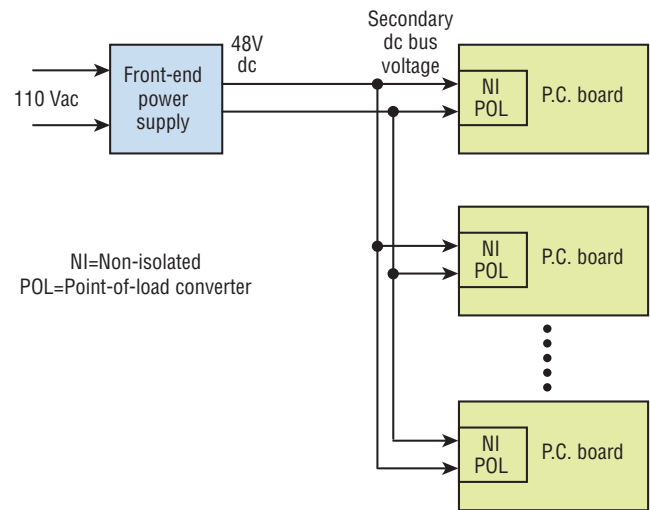 48V
dc
Secondary
dc bus
voltage
110 Vac
Front-end
power
supply
NI
POL
P.C. board
NI=Non-isolated
POL=Point-of-load converter
NI
POL
P.C. board
NI
POL
P.C. board